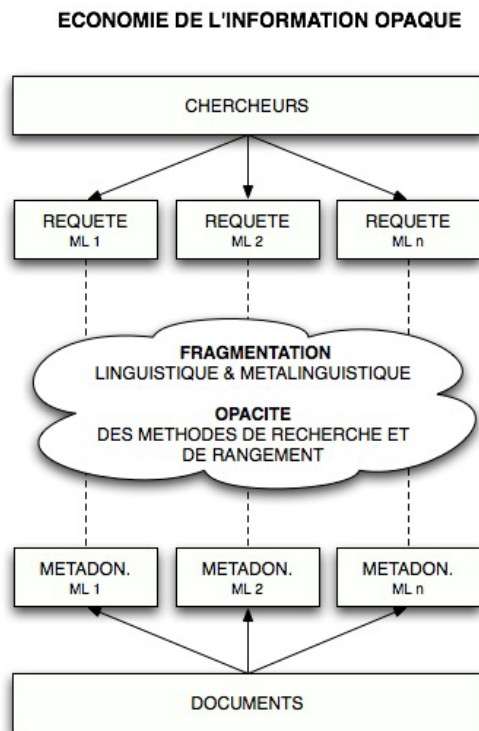 ECONOMIE DE L'INFORMATION OPAQUE
CHERCHEURS
REQUETE
ML 1
REQUETE
ML 2
REQUETE
ML n
FRAGMENTATION
LINGUISTIQUE & METALINGUISTIQUE
OPACITE
DES METHODES DE RECHERCHE ET
DE RANGEMENT
METADON.
ML 1
METADON.
ML 2
METADON.
ML n
DOCUMENTS